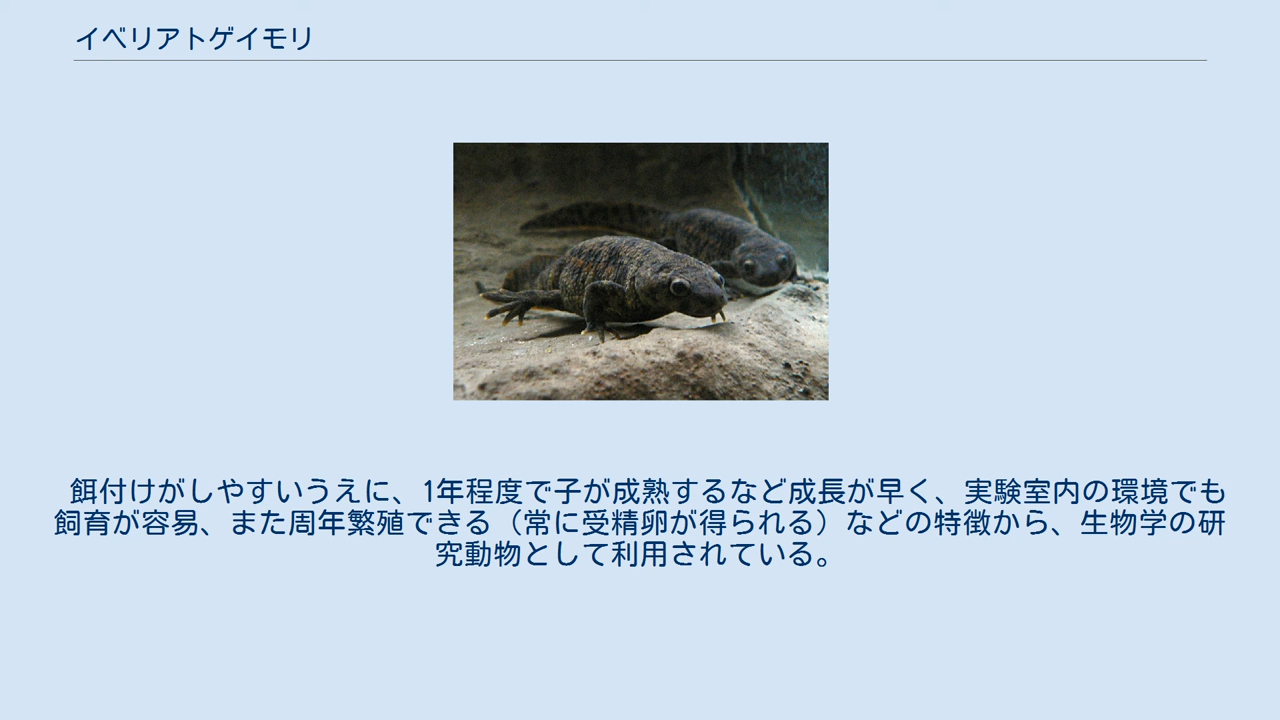 イベリアトゲイモリ
餌付けがしやすいうえに、1年程度で子が成熟するなど成長が早く、実験室内の環境でも
飼育が容易、また周年繁殖できる（常に受精卵が得られる）などの特徴から、生物学の研
究動物として利用されている。